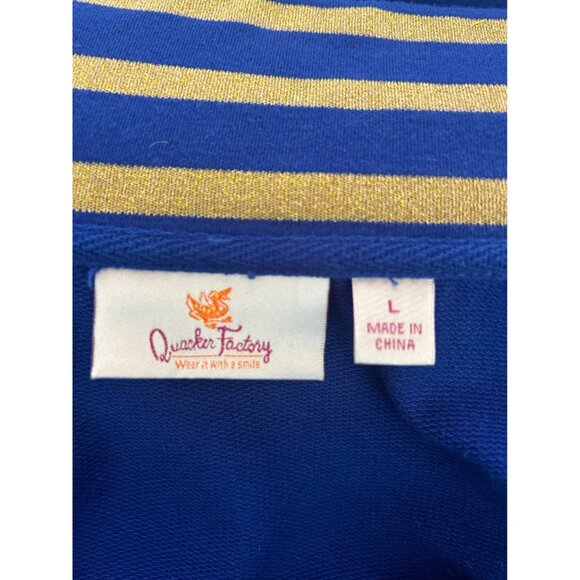 Quacker Factory
Wear it with a smile
L
MADE IN
CHINA